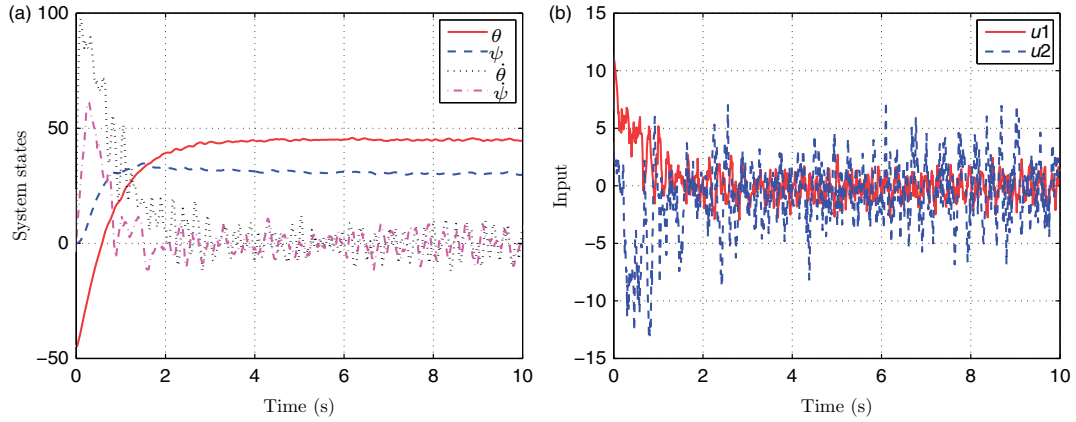 (a)
100
50
0
−50
System states
θ
ψ
θ̇
ψ̇
0 2 4 6 8 10
Time (s)
(b)
15
10
5
0
−5
−10
−15
Input
u1
u2
0 2 4 6 8 10
Time (s)